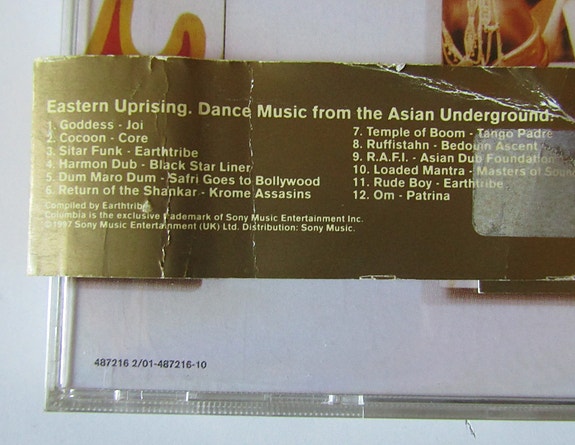 Eastern Uprising. Dance Music from the Asian Underground.
1. Goddess - Joi
2. Cocoon - Core
3. Sitar Funk - Earthtribe
4. Harmon Dub - Black Star Liner
5. Dum Maro Dum - Safri Goes to Bollywood
6. Return of the Shankar - Krome Assasins
7. Temple of Boom - Tango Padre
8. Ruffistahn - Bedouin Ascent
9. R.A.F.I. - Asian Dub Foundation
10. Loaded Mantra - Masters of Sound
11. Rude Boy - Earthtribe
12. Om - Patrina
Compiled by Earthtribe
Columbia is the exclusive trademark of Sony Music Entertainment Inc.
©1997 Sony Music Entertainment (UK) Ltd. Distribution: Sony Music.
487216 2/01-487216-10